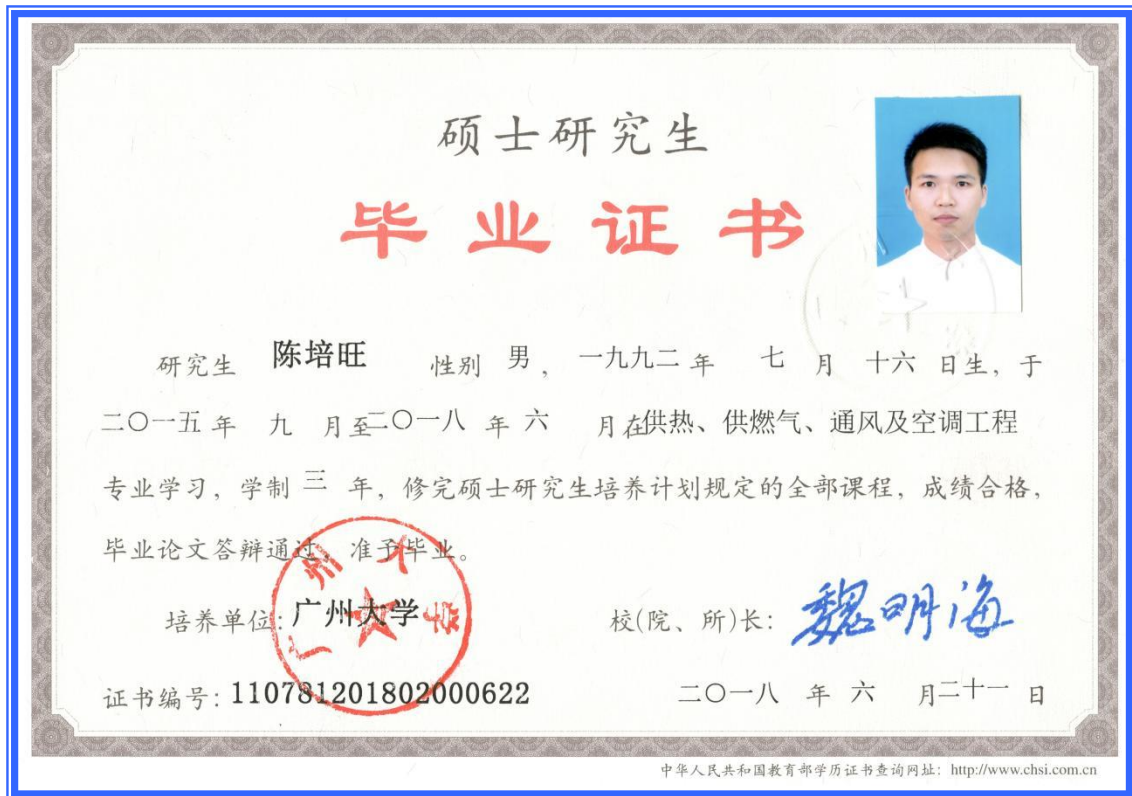 硕士研究生
毕业证书
研究生 陈培旺 性别 男, 一九九二 年 七 月 十六 日生, 于
二〇一五 年 九 月至二〇一八 年 六 月在供热、供燃气、通风及空调工程
专业学习, 学制 三 年, 修完硕士研究生培养计划规定的全部课程, 成绩合格,
毕业论文答辩通过, 准予毕业。
广州大学
培养单位: 广州大学 校(院、所)长: 魏明海
证书编号: 110781201802000622 二〇一八 年 六 月二十一 日
中华人民共和国教育部学历证书查询网址: http://www.chsi.com.cn